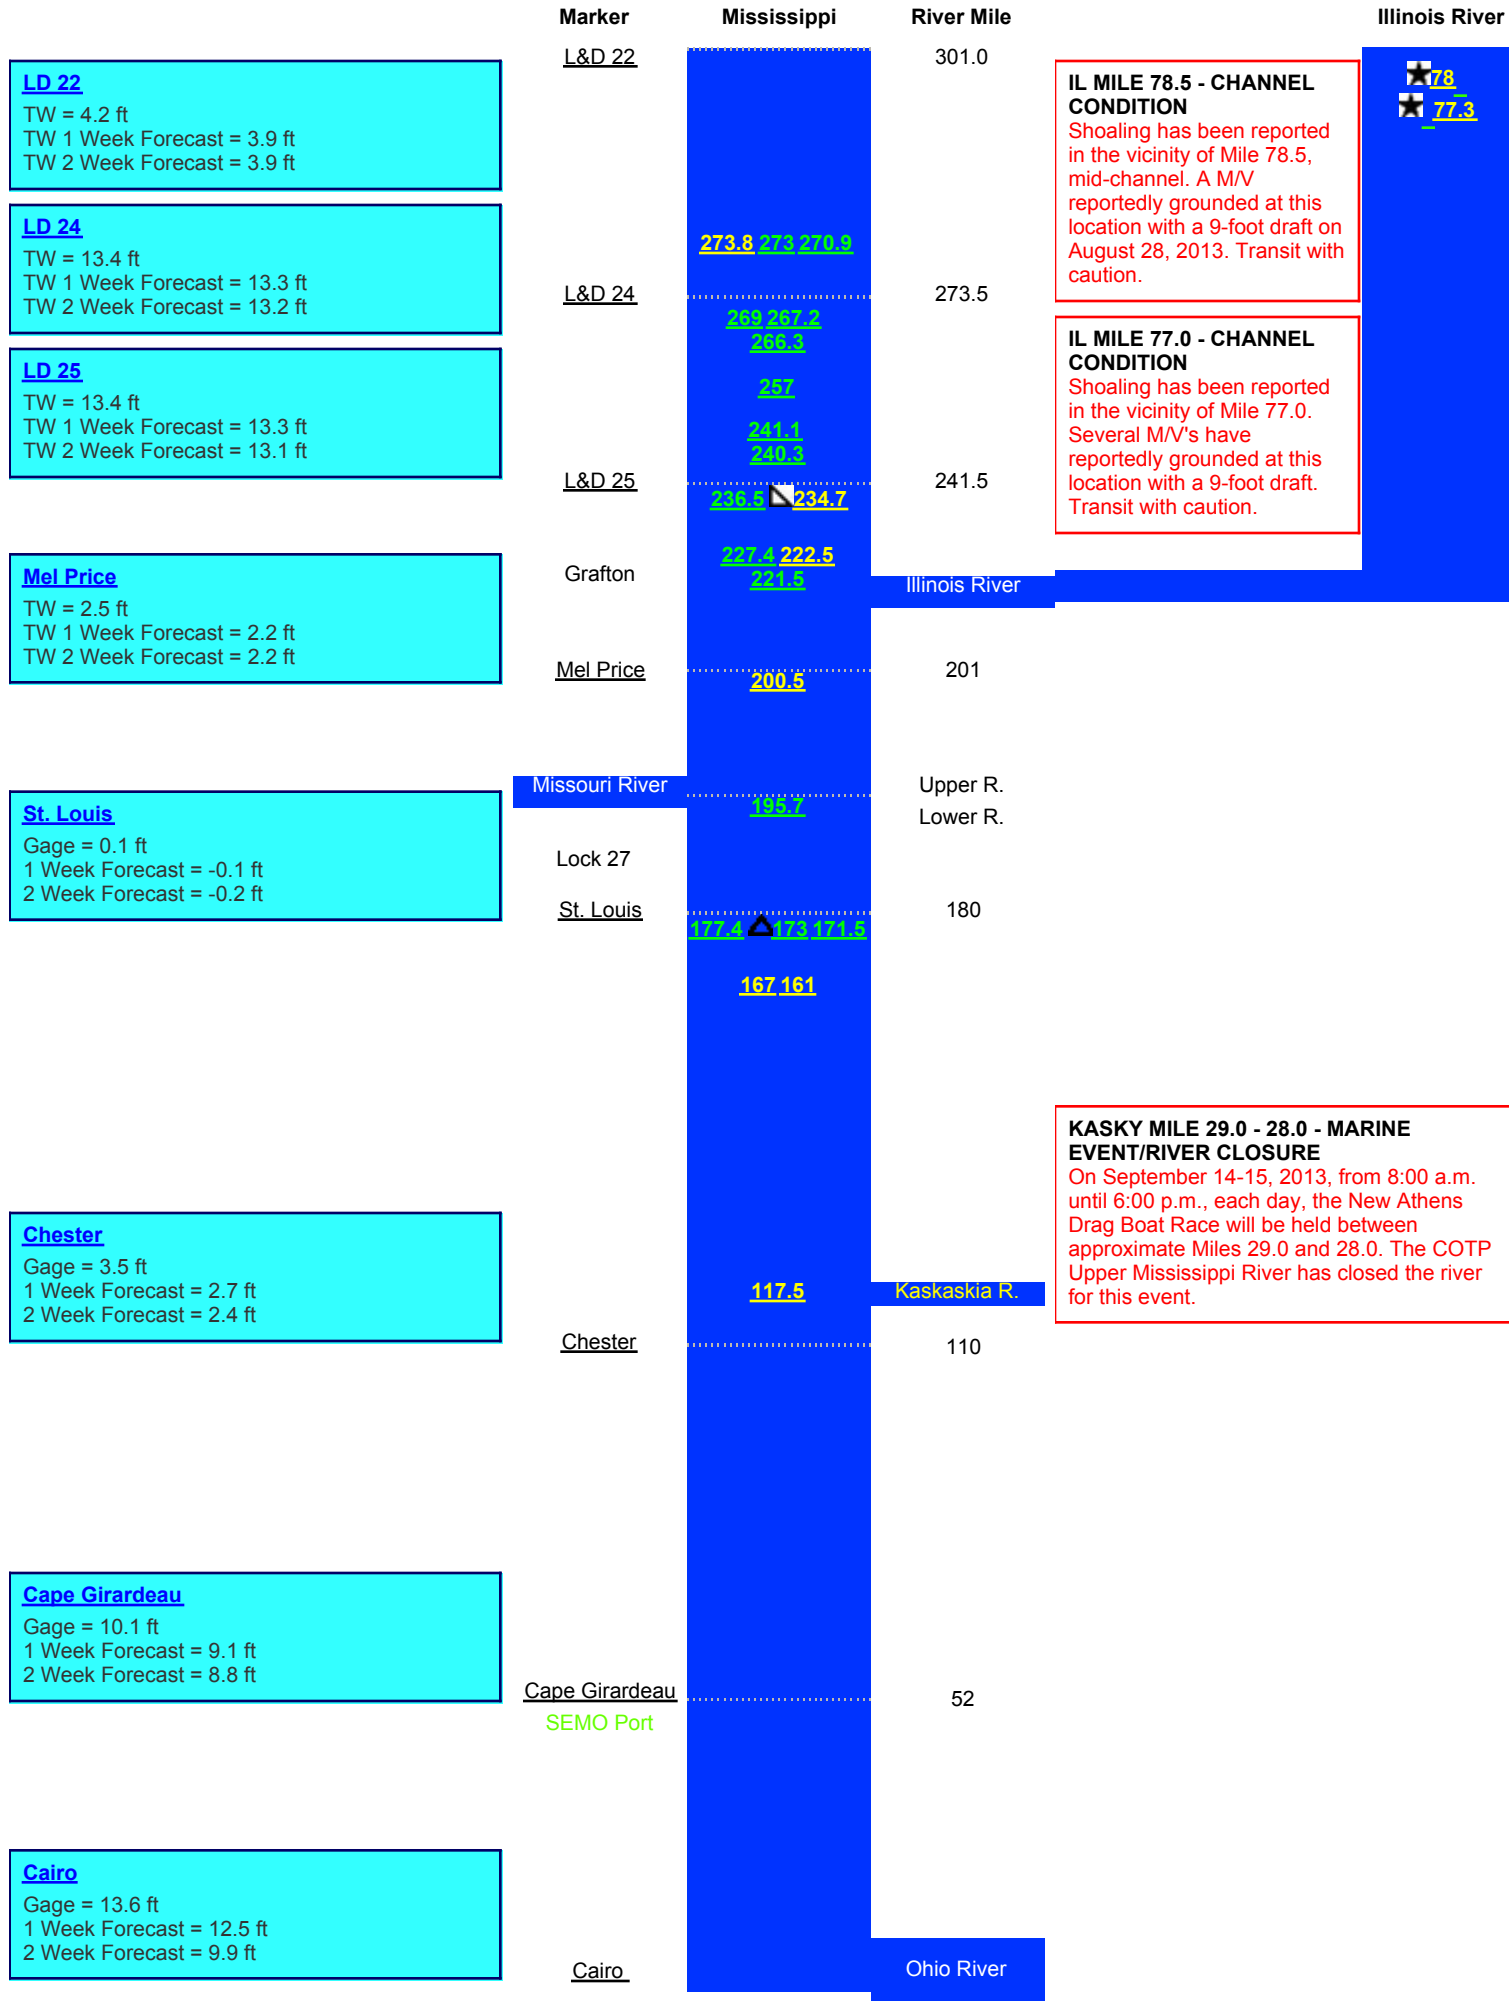 Marker Mississippi River Mile Illinois River
L&D 22 301.0
LD 22
TW = 4.2 ft
TW 1 Week Forecast = 3.9 ft
TW 2 Week Forecast = 3.9 ft
IL MILE 78.5 - CHANNEL
CONDITION
Shoaling has been reported
in the vicinity of Mile 78.5,
mid-channel. A M/V
reportedly grounded at this
location with a 9-foot draft on
August 28, 2013. Transit with
caution.
78
77.3
LD 24
TW = 13.4 ft
TW 1 Week Forecast = 13.3 ft
TW 2 Week Forecast = 13.2 ft
273.8 273 270.9
L&D 24 273.5
269 267.2
266.3
257
241.1
240.3
LD 25
TW = 13.4 ft
TW 1 Week Forecast = 13.3 ft
TW 2 Week Forecast = 13.1 ft
IL MILE 77.0 - CHANNEL
CONDITION
Shoaling has been reported
in the vicinity of Mile 77.0.
Several M/V's have
reportedly grounded at this
location with a 9-foot draft.
Transit with caution.
L&D 25 241.5
236.5 234.7
227.4 222.5
221.5
Grafton Illinois River
Mel Price
TW = 2.5 ft
TW 1 Week Forecast = 2.2 ft
TW 2 Week Forecast = 2.2 ft
Mel Price 201
200.5
Missouri River Upper R.
195.7 Lower R.
St. Louis
Gage = 0.1 ft
1 Week Forecast = -0.1 ft
2 Week Forecast = -0.2 ft
Lock 27
St. Louis 180
177.4 173 171.5
167 161
KASKY MILE 29.0 - 28.0 - MARINE
EVENT/RIVER CLOSURE
On September 14-15, 2013, from 8:00 a.m.
until 6:00 p.m., each day, the New Athens
Drag Boat Race will be held between
approximate Miles 29.0 and 28.0. The COTP
Upper Mississippi River has closed the river
for this event.
Chester
Gage = 3.5 ft
1 Week Forecast = 2.7 ft
2 Week Forecast = 2.4 ft
117.5 Kaskaskia R.
Chester 110
Cape Girardeau
Gage = 10.1 ft
1 Week Forecast = 9.1 ft
2 Week Forecast = 8.8 ft
Cape Girardeau 52
SEMO Port
Cairo
Gage = 13.6 ft
1 Week Forecast = 12.5 ft
2 Week Forecast = 9.9 ft
Cairo Ohio River